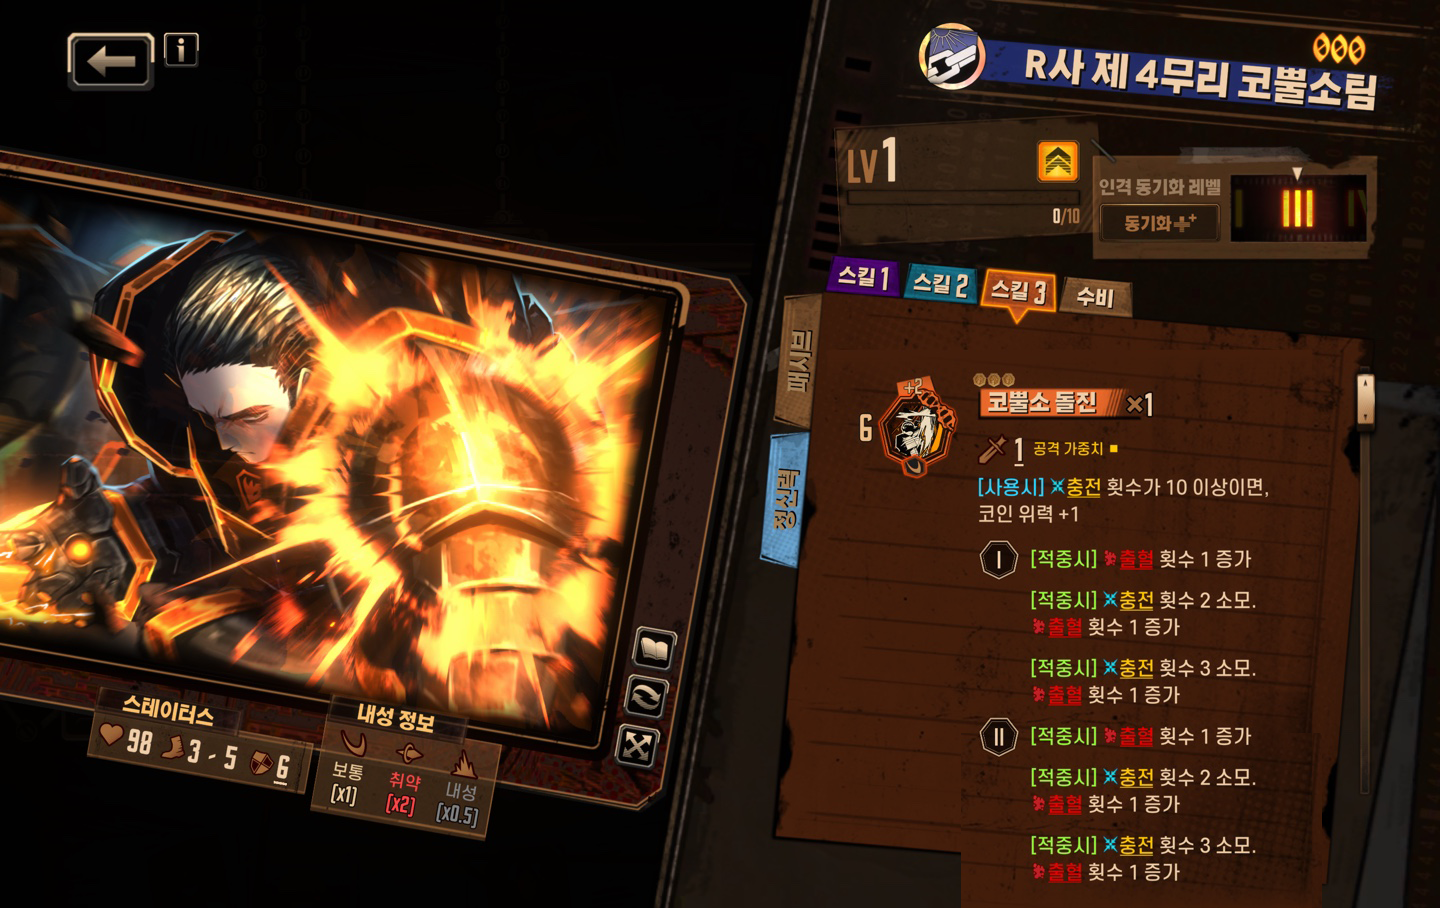 R사 제 4무리 코뿔소팀
LV 1
0/10
인격 동기화 레벨
동기화
스킬 1
스킬 2
스킬 3
수비
패시브
정신력
6
+2
코뿔소 돌진 ×1
1 공격 가중치
[사용시] 충전 횟수가 10 이상이면,
코인 위력 +1
I [적중시] 출혈 횟수 1 증가
[적중시] 충전 횟수 2 소모.
출혈 횟수 1 증가
[적중시] 충전 횟수 3 소모.
출혈 횟수 1 증가
II [적중시] 출혈 횟수 1 증가
[적중시] 충전 횟수 2 소모.
출혈 횟수 1 증가
[적중시] 충전 횟수 3 소모.
출혈 횟수 1 증가
스테이터스
98 3 - 5 6
내성 정보
보통 취약 내성
[x1] [x2] [x0.5]